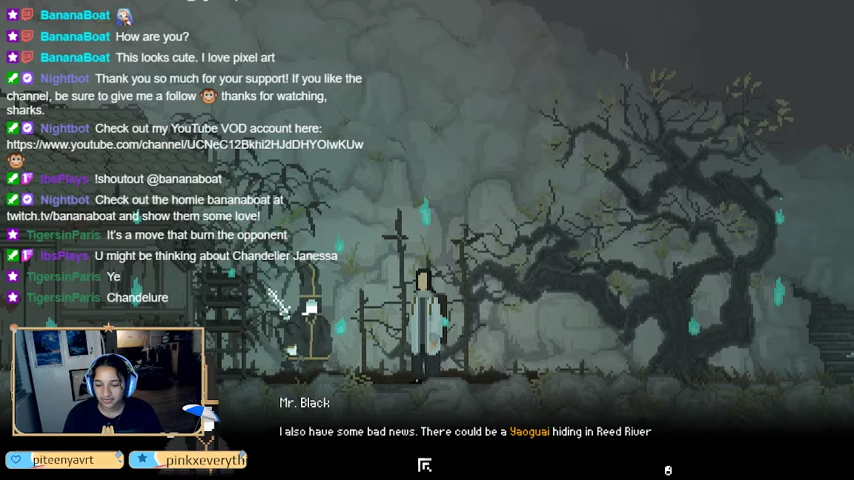 BananaBoat
BananaBoat How are you?
BananaBoat This looks cute. I love pixel art
Nightbot Thank you so much for your support! If you like the
channel, be sure to give me a follow thanks for watching,
sharks.
Nightbot Check out my YouTube VOD account here:
https://www.youtube.com/channel/UCNeC12Bkhi2HJdDHYOlwKUw
IbsPlays !shoutout @bananaboat
Nightbot Check out the homie bananaboat at
twitch.tv/bananaboat and show them some love!
TigersinParis It's a move that burn the opponent
IbsPlays U might be thinking about Chandelier Janessa
TigersinParis Ye
TigersinParis Chandelure
Mr. Black
I also have some bad news. There could be a Yaoguai hiding in Reed River
piteenyavrt
pinkxeveryth